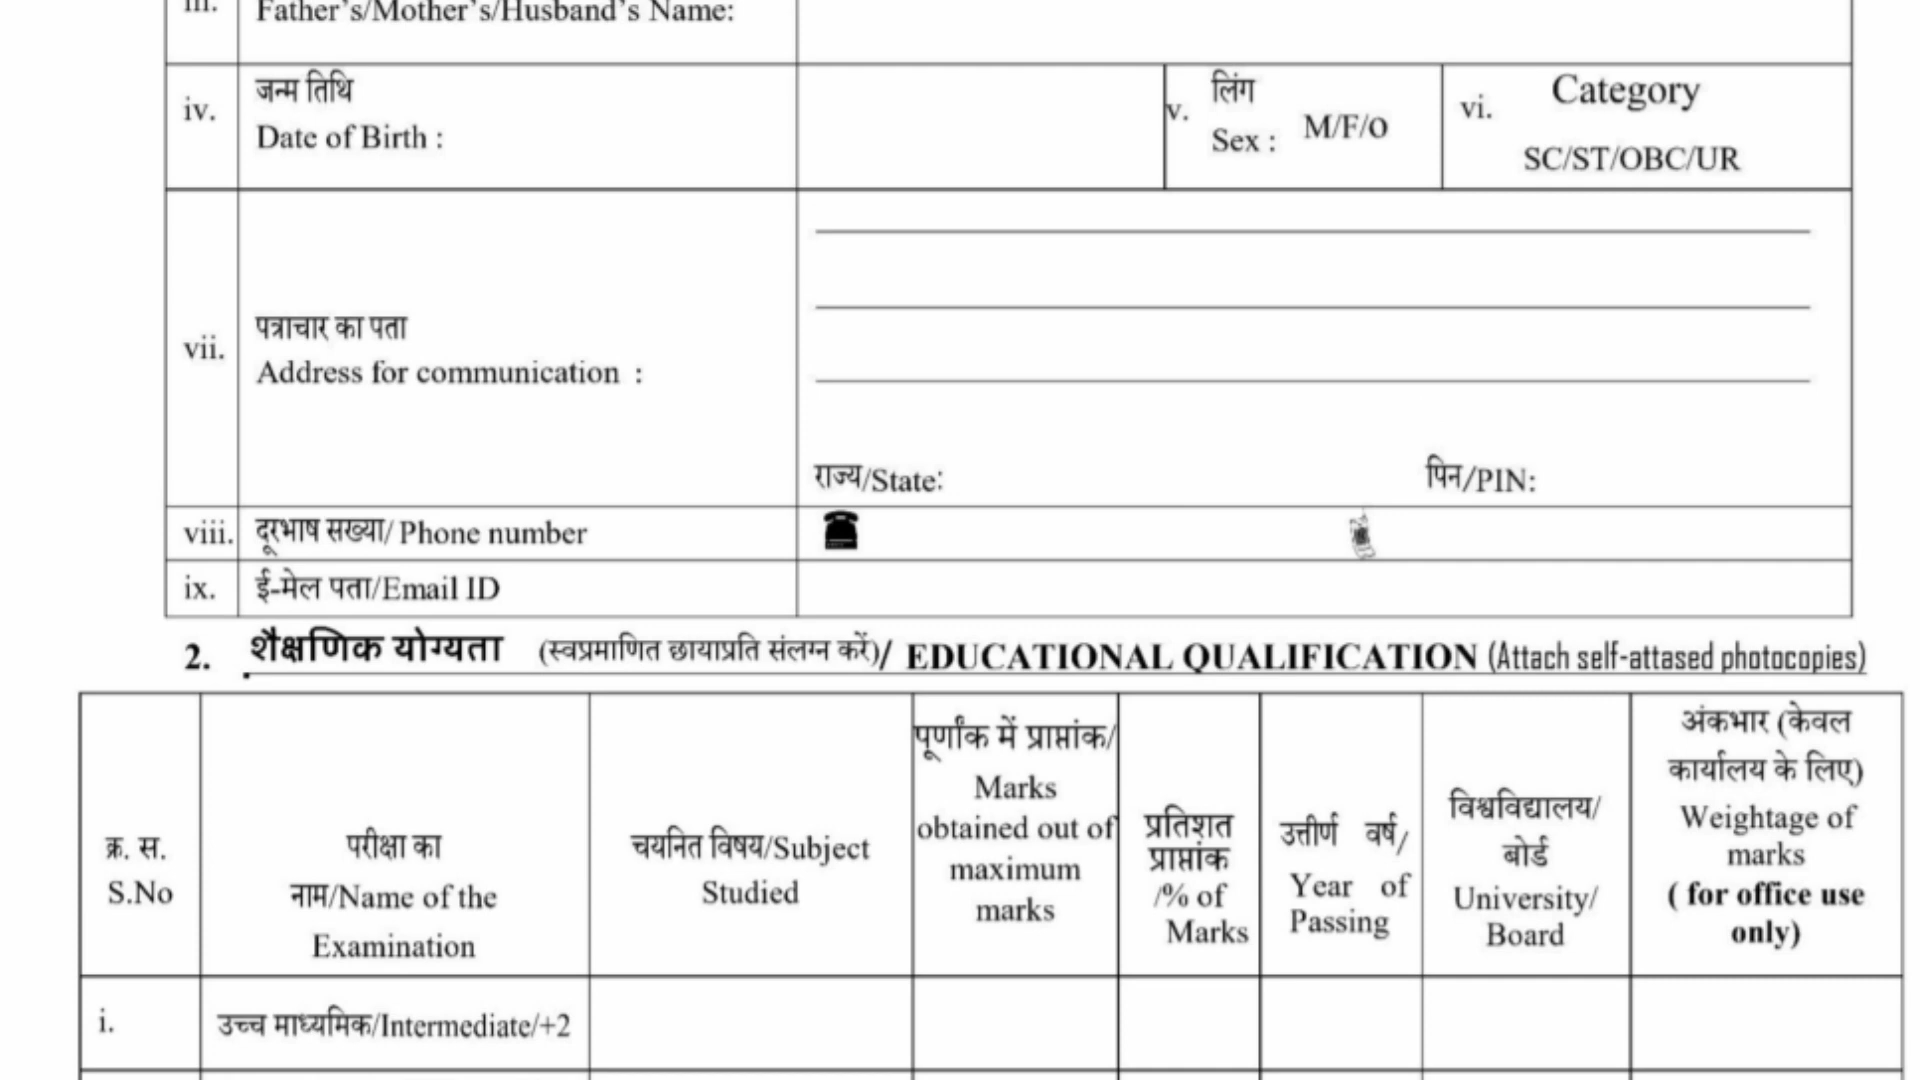 iii. Father's/Mother's/Husband's Name:
iv. जन्म तिथि
Date of Birth :
v. लिंग
Sex : M/F/O
vi. Category
SC/ST/OBC/UR
vii. पत्राचार का पता
Address for communication :
राज्य/State: पिन/PIN:
viii. दूरभाष सख्या/ Phone number
ix. ई-मेल पता/Email ID
2. शैक्षणिक योग्यता (स्वप्रमाणित छायाप्रति संलग्न करें)/ EDUCATIONAL QUALIFICATION (Attach self-attased photocopies)
क्र. स.
S.No
परीक्षा का
नाम/Name of the
Examination
चयनित विषय/Subject
Studied
पूर्णांक में प्राप्तांक/
Marks
obtained out of
maximum
marks
प्रतिशत
प्राप्तांक
/% of
Marks
उत्तीर्ण वर्ष/
Year of
Passing
विश्वविद्यालय/
बोर्ड
University/
Board
अंकभार (केवल
कार्यालय के लिए)
Weightage of
marks
( for office use
only)
i. उच्च माध्यमिक/Intermediate/+2